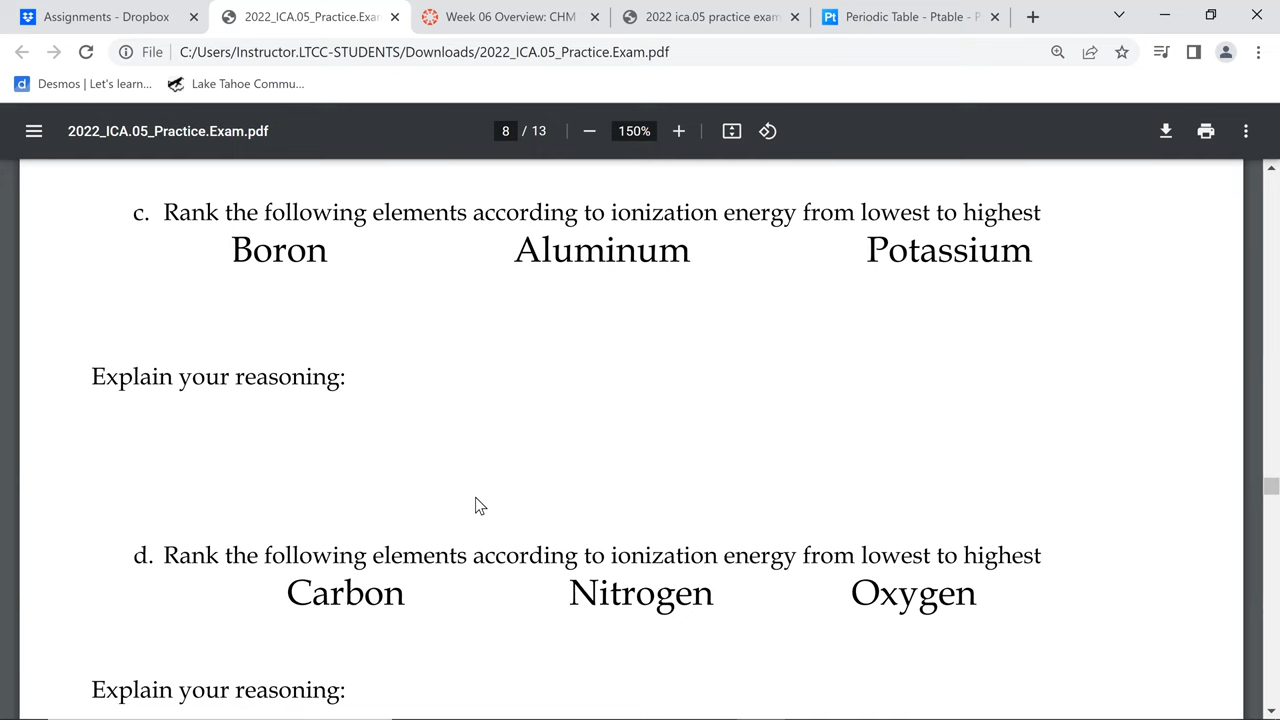 Assignments - Dropbox
2022_ICA.05_Practice.Exa
Week 06 Overview: CHM
2022 ica.05 practice exam
Pt Periodic Table - Ptable - P
File C:/Users/Instructor.LTCC-STUDENTS/Downloads/2022_ICA.05_Practice.Exam.pdf
d Desmos | Let's learn...
Lake Tahoe Commu...
2022_ICA.05_Practice.Exam.pdf 8 / 13 150%
c. Rank the following elements according to ionization energy from lowest to highest
Boron Aluminum Potassium
Explain your reasoning:
d. Rank the following elements according to ionization energy from lowest to highest
Carbon Nitrogen Oxygen
Explain your reasoning: